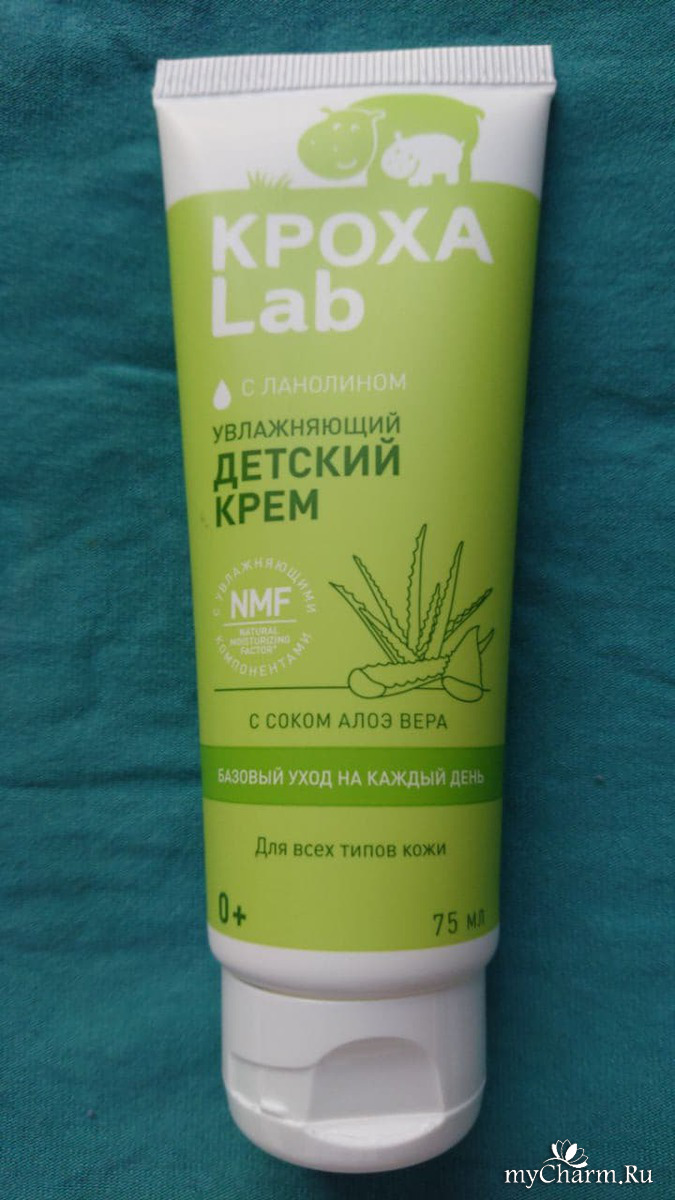 КРОХА
Lab
С ЛАНОЛИНОМ
УВЛАЖНЯЮЩИЙ
ДЕТСКИЙ
КРЕМ
С УВЛАЖНЯЮЩИМИ
NMF
NATURAL
MOISTURIZING
FACTOR*
КОМПОНЕНТАМИ
С СОКОМ АЛОЭ ВЕРА
БАЗОВЫЙ УХОД НА КАЖДЫЙ ДЕНЬ
Для всех типов кожи
0+ 75 мл
myCharm.Ru